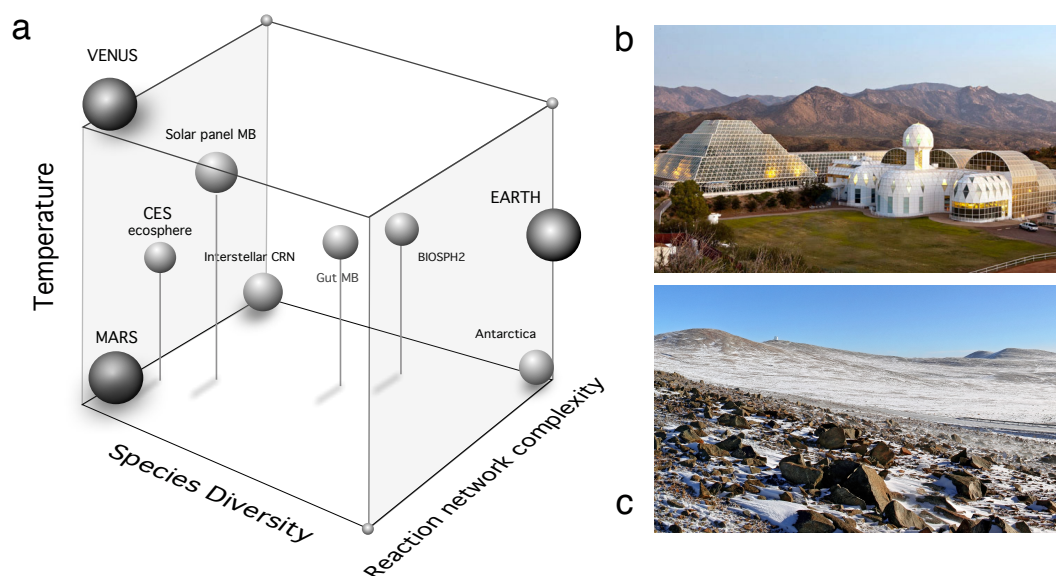 a
VENUS
Solar panel MB
CES
ecosphere
Interstellar CRN
Gut MB
BIOSPH2
EARTH
MARS
Antarctica
Temperature
Species Diversity
Reaction network complexity
b
c